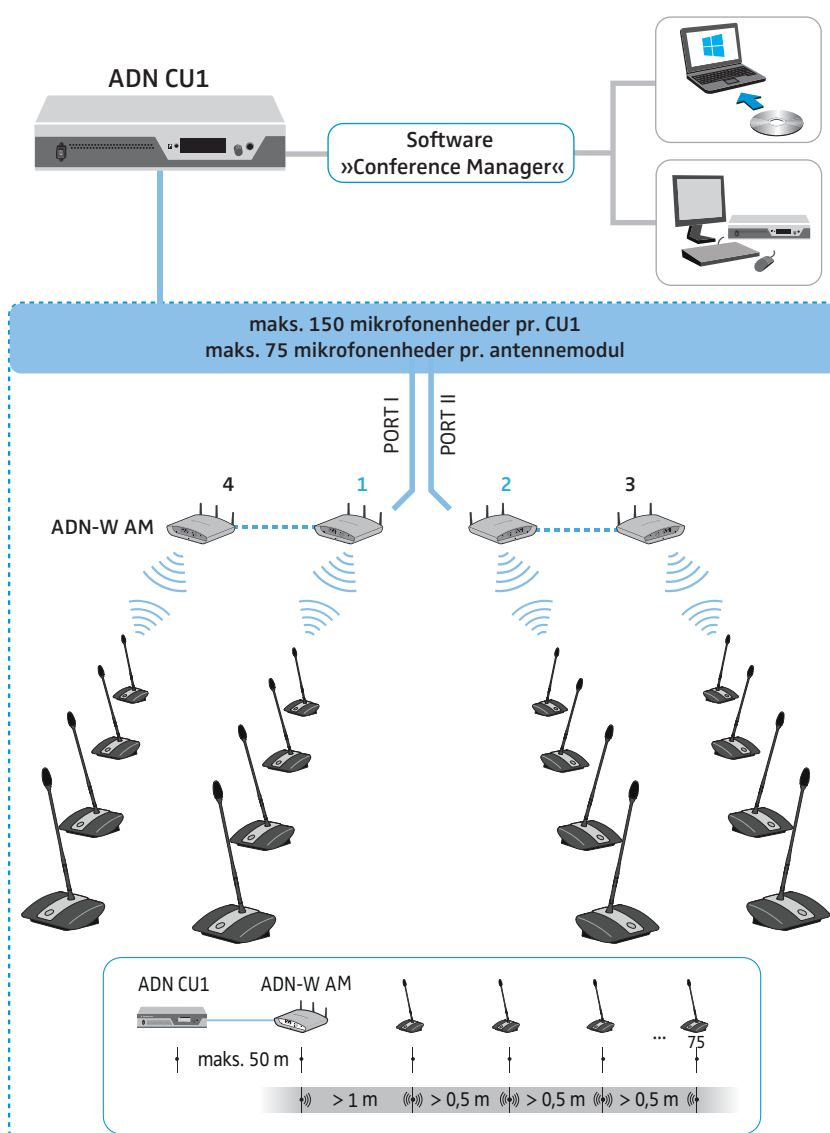 ADN CU1
Software
»Conference Manager«
maks. 150 mikrofonenheder pr. CU1
maks. 75 mikrofonenheder pr. antennemodul
PORT I
PORT II
4
1
2
3
ADN-W AM
ADN CU1
ADN-W AM
... 75
maks. 50 m
> 1 m
> 0,5 m
> 0,5 m
> 0,5 m